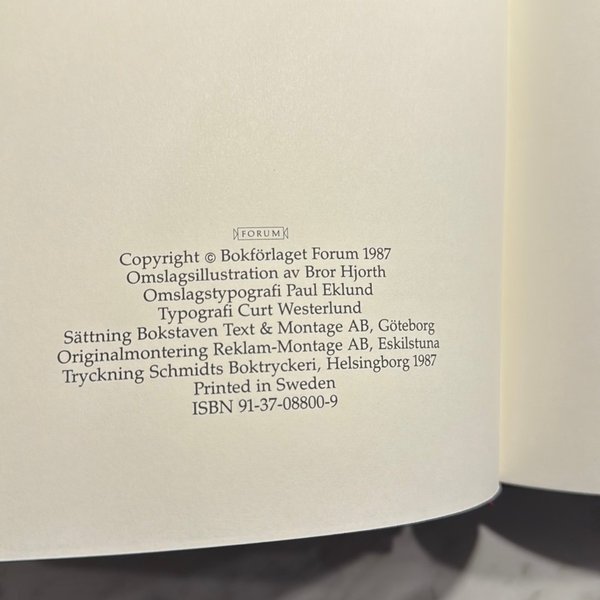 FORUM
Copyright © Bokförlaget Forum 1987
Omslagsillustration av Bror Hjorth
Omslagstypografi Paul Eklund
Typografi Curt Westerlund
Sättning Bokstaven Text & Montage AB, Göteborg
Originalmontering Reklam-Montage AB, Eskilstuna
Tryckning Schmidts Boktryckeri, Helsingborg 1987
Printed in Sweden
ISBN 91-37-08800-9